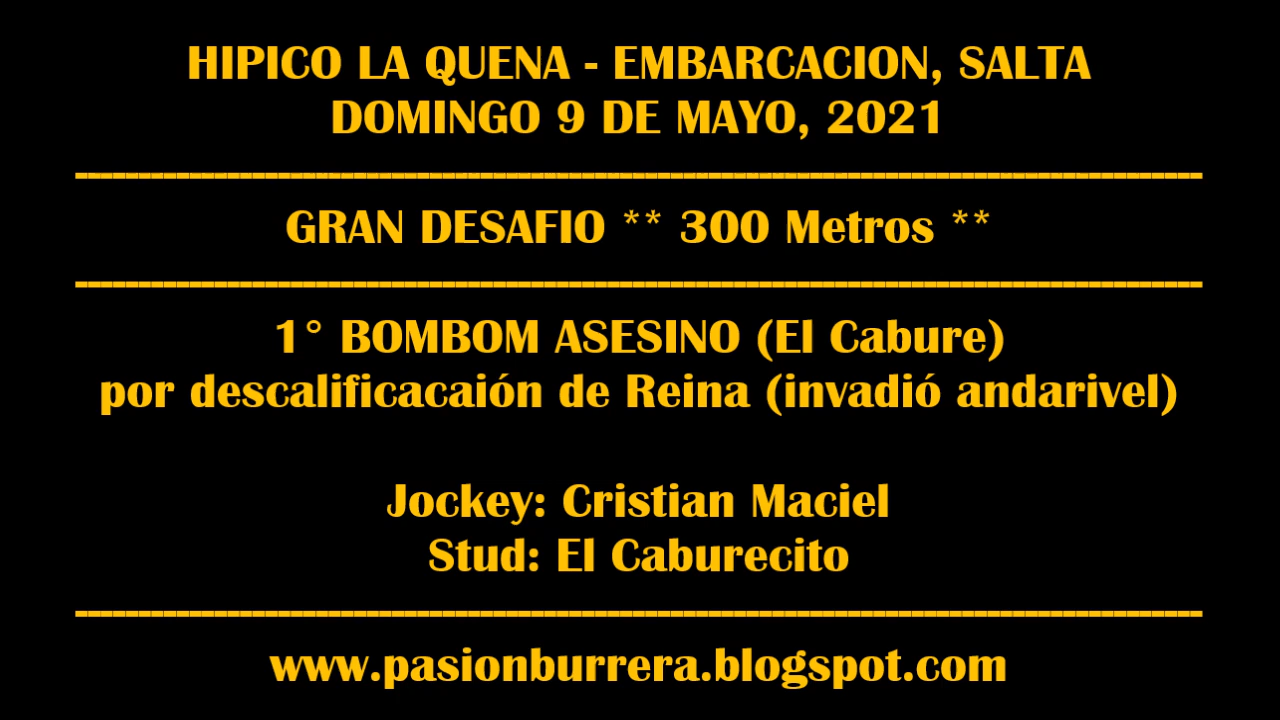 HIPICO LA QUENA - EMBARCACION, SALTA
DOMINGO 9 DE MAYO, 2021
GRAN DESAFIO ** 300 Metros **
1° BOMBOM ASESINO (El Cabure)
por descalificacaión de Reina (invadió andarivel)
Jockey: Cristian Maciel
Stud: El Caburecito
www.pasionburrera.blogspot.com